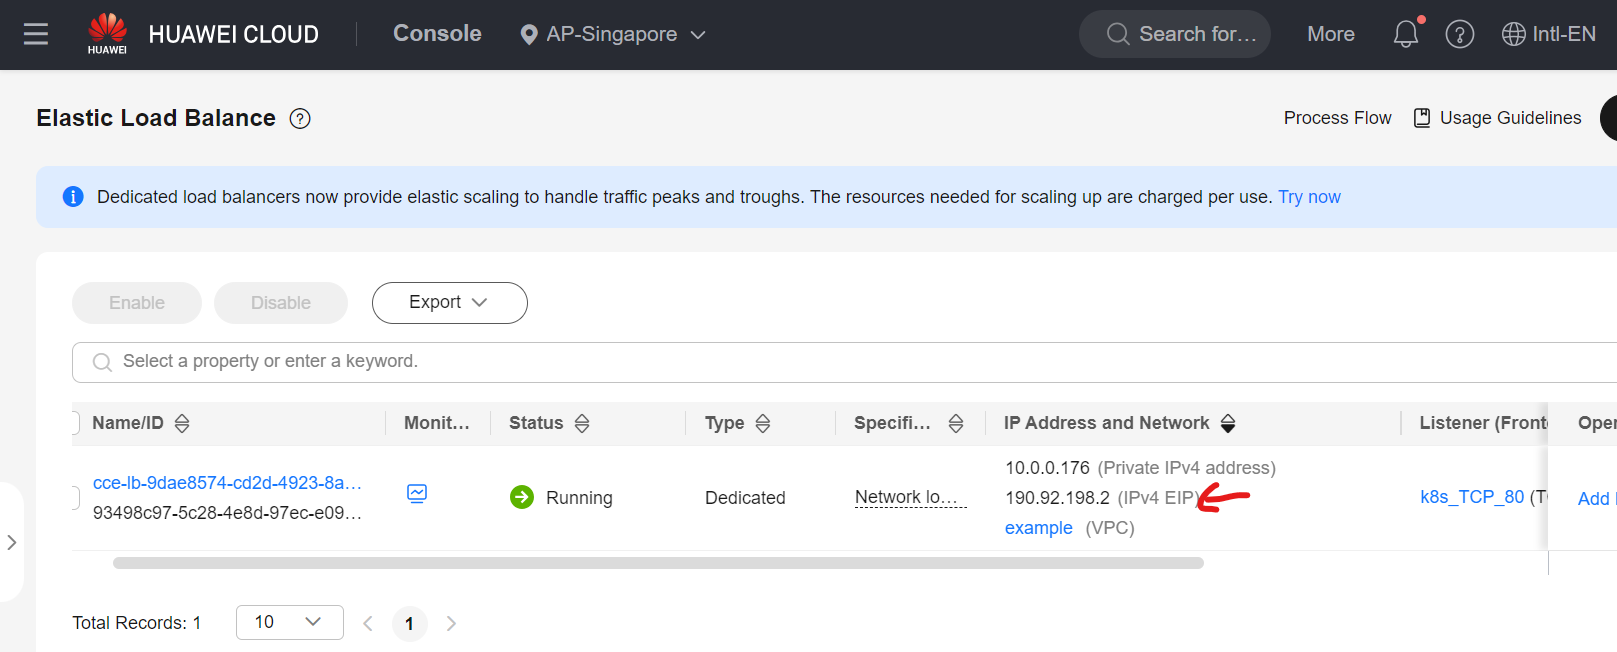 HUAWEI
HUAWEI CLOUD
Console
AP-Singapore
Search for...
More
Intl-EN
Elastic Load Balance
Process Flow
Usage Guidelines
Dedicated load balancers now provide elastic scaling to handle traffic peaks and troughs. The resources needed for scaling up are charged per use. Try now
Enable
Disable
Export
Select a property or enter a keyword.
Name/ID
Monit...
Status
Type
Specifi...
IP Address and Network
Listener (Front
Oper
cce-lb-9dae8574-cd2d-4923-8a...
93498c97-5c28-4e8d-97ec-e09...
Running
Dedicated
Network lo...
10.0.0.176 (Private IPv4 address)
190.92.198.2 (IPv4 EIP)
example (VPC)
k8s_TCP_80 (T
Add
Total Records: 1
10
1